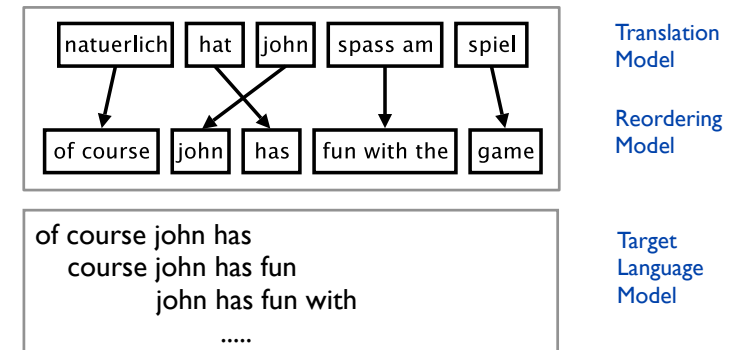 natuerlich hat john spass am spiel
of course john has fun with the game
Translation
Model
Reordering
Model
of course john has
course john has fun
john has fun with
.....
Target
Language
Model